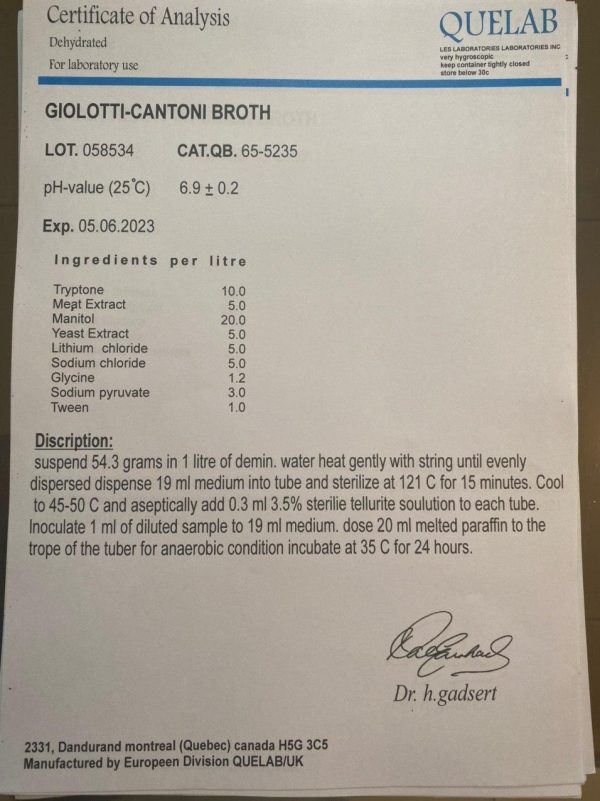 Certificate of Analysis
Dehydrated
For laboratory use
QUELAB
LES LABORATORIES LABORATORIES INC
very hygroscopic
keep container tightly closed
store below 30c
GIOLOTTI-CANTONI BROTH
LOT. 058534 CAT.QB. 65-5235
pH-value (25°C) 6.9 ± 0.2
Exp. 05.06.2023
Ingredients per litre
Tryptone 10.0
Meat Extract 5.0
Manitol 20.0
Yeast Extract 5.0
Lithium chloride 5.0
Sodium chloride 5.0
Glycine 1.2
Sodium pyruvate 3.0
Tween 1.0
Discription:
suspend 54.3 grams in 1 litre of demin. water heat gently with string until evenly
dispersed dispense 19 ml medium into tube and sterilize at 121 C for 15 minutes. Cool
to 45-50 C and aseptically add 0.3 ml 3.5% sterilie tellurite soulution to each tube.
Inoculate 1 ml of diluted sample to 19 ml medium. dose 20 ml melted paraffin to the
trope of the tuber for anaerobic condition incubate at 35 C for 24 hours.
Dr. h.gadsert
2331, Dandurand montreal (Quebec) canada H5G 3C5
Manufactured by Europeen Division QUELAB/UK